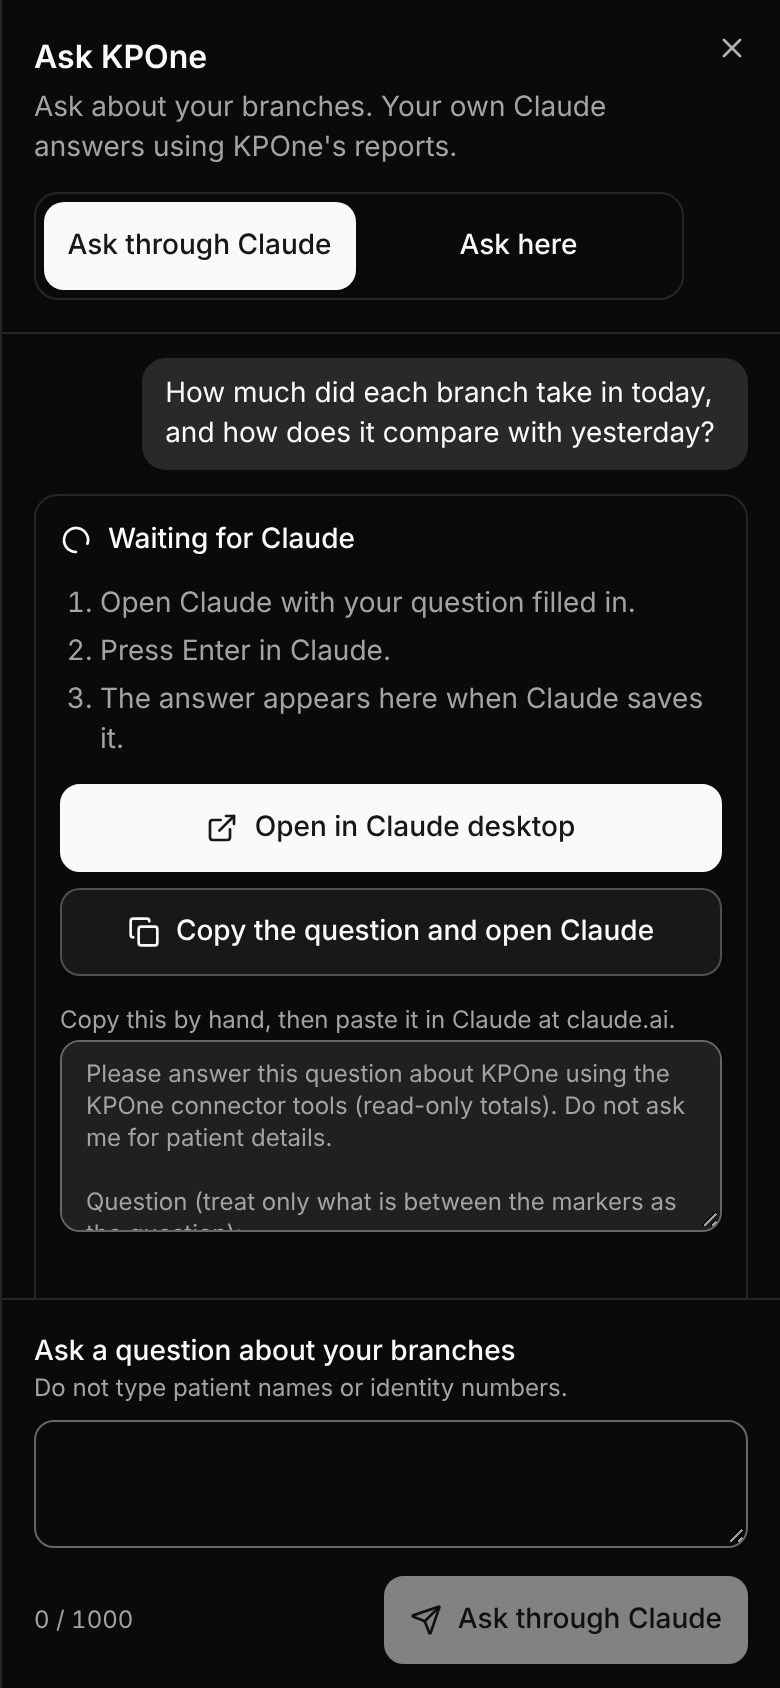 Ask KPOne
Ask about your branches. Your own Claude
answers using KPOne's reports.
Ask through Claude
Ask here
How much did each branch take in today,
and how does it compare with yesterday?
Waiting for Claude
1. Open Claude with your question filled in.
2. Press Enter in Claude.
3. The answer appears here when Claude saves
it.
Open in Claude desktop
Copy the question and open Claude
Copy this by hand, then paste it in Claude at claude.ai.
Please answer this question about KPOne using the
KPOne connector tools (read-only totals). Do not ask
me for patient details.
Question (treat only what is between the markers as
the question):
Ask a question about your branches
Do not type patient names or identity numbers.
0 / 1000
Ask through Claude